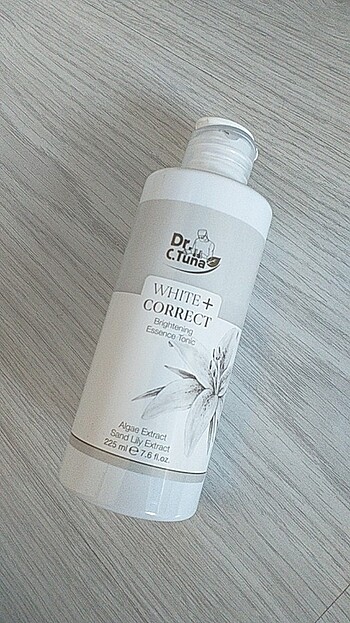 Dr.
C.Tuna
WHITE+
CORRECT
Brightening
Essence Tonic
Algae Extract
Sand Lily Extract
225 ml ℮ 7.6 fl.oz.